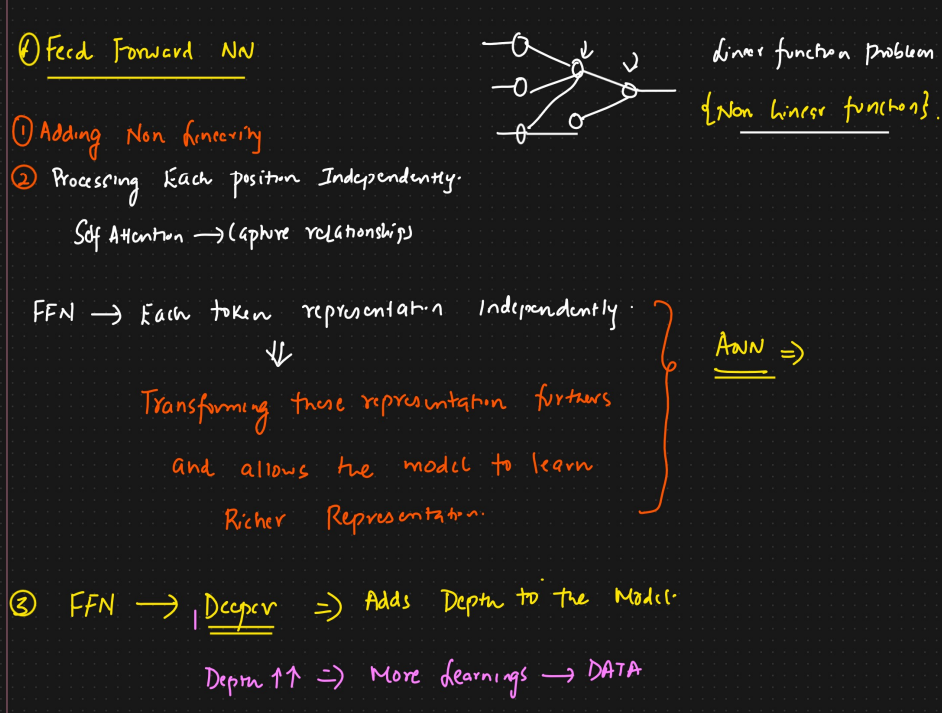 ① Feed Forward NN
Linear function problem
{Non Linear function}.
① Adding Non Linearity
② Processing Each position Independently.
Self Attention → Capture relationships
FFN → Each token representation Independently.
⇓
ANN ⇒
Transforming these representation furthers
and allows the model to learn
Richer Representation.
③ FFN → Deeper ⇒ Adds Depth to the Model.
Depth ↑↑ ⇒ More Learnings → DATA